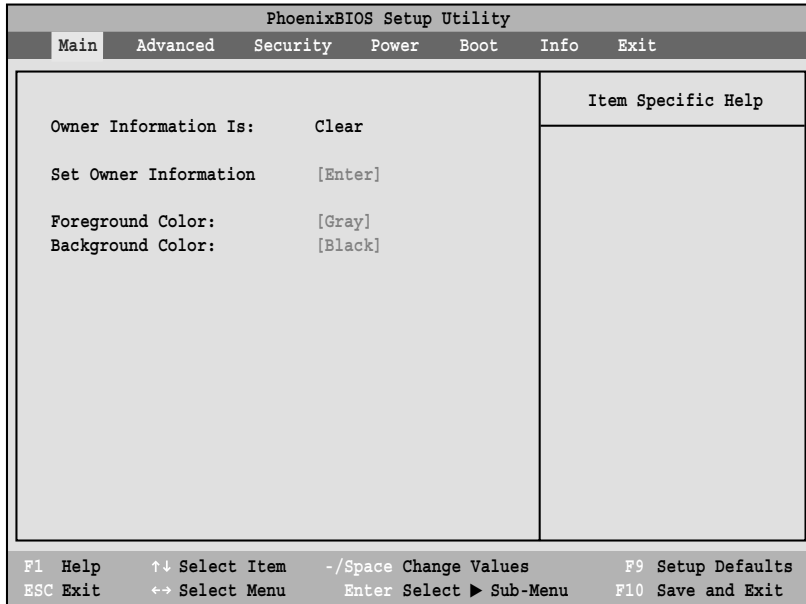 PhoenixBIOS Setup Utility
Main Advanced Security Power Boot Info Exit
Item Specific Help
Owner Information Is: Clear
Set Owner Information [Enter]
Foreground Color: [Gray]
Background Color: [Black]
F1 Help ↑↓ Select Item -/Space Change Values F9 Setup Defaults
ESC Exit ←→ Select Menu Enter Select ▶ Sub-Menu F10 Save and Exit